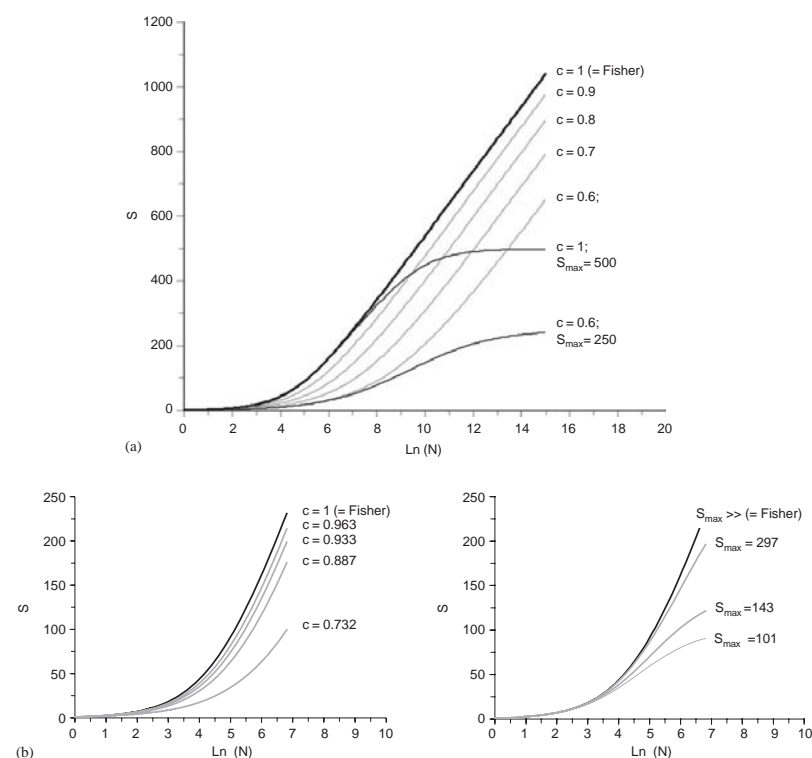 1200
1000
800
600
400
200
0
S
0 2 4 6 8 10 12 14 16 18 20
Ln (N)
c = 1 (= Fisher)
c = 0.9
c = 0.8
c = 0.7
c = 0.6;
c = 1;
Smax= 500
c = 0.6;
Smax= 250
(a)
250
200
150
100
50
0
S
0 1 2 3 4 5 6 7 8 9 10
Ln (N)
c = 1 (= Fisher)
c = 0.963
c = 0.933
c = 0.887
c = 0.732
(b)
250
200
150
100
50
0
S
0 1 2 3 4 5 6 7 8 9 10
Ln (N)
Smax >> (= Fisher)
Smax = 297
Smax =143
Smax =101